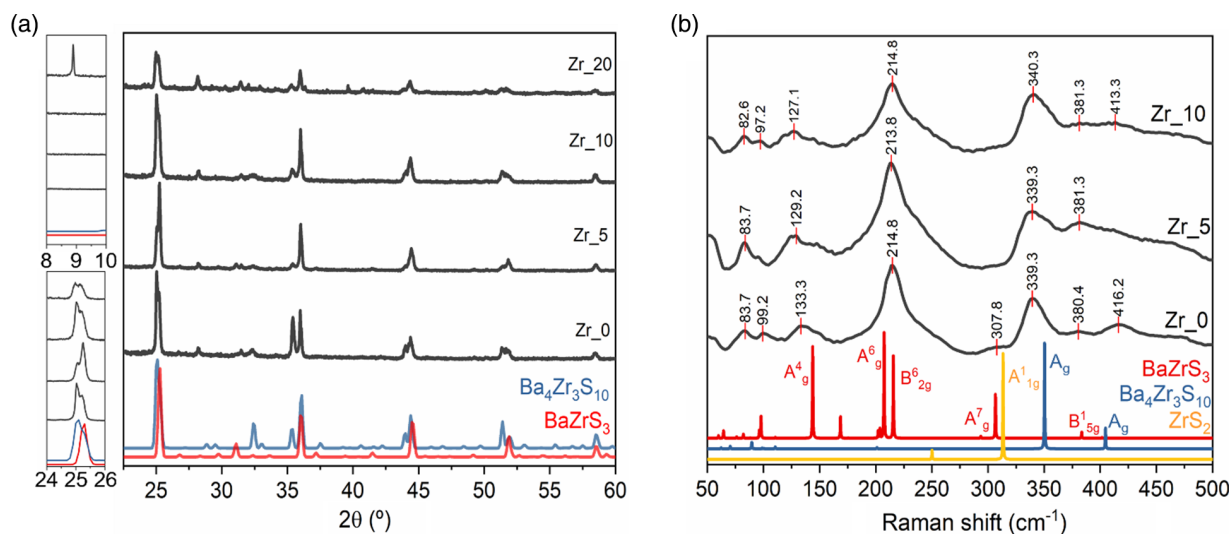 (a)
Zr_20
Zr_10
Zr_5
Zr_0
Ba4Zr3S10
BaZrS3
8 9 10
24 25 26
25 30 35 40 45 50 55 60
2θ (º)
(b)
214.8
340.3
82.6
97.2
127.1
381.3
413.3
Zr_10
213.8
83.7
129.2
339.3
381.3
Zr_5
214.8
83.7
99.2
133.3
307.8
339.3
380.4
416.2
Zr_0
A⁴g
A⁶g
B⁶2g
A⁷g
A¹1g
Ag
B¹5g
Ag
BaZrS3
Ba4Zr3S10
ZrS2
50 100 150 200 250 300 350 400 450 500
Raman shift (cm⁻¹)